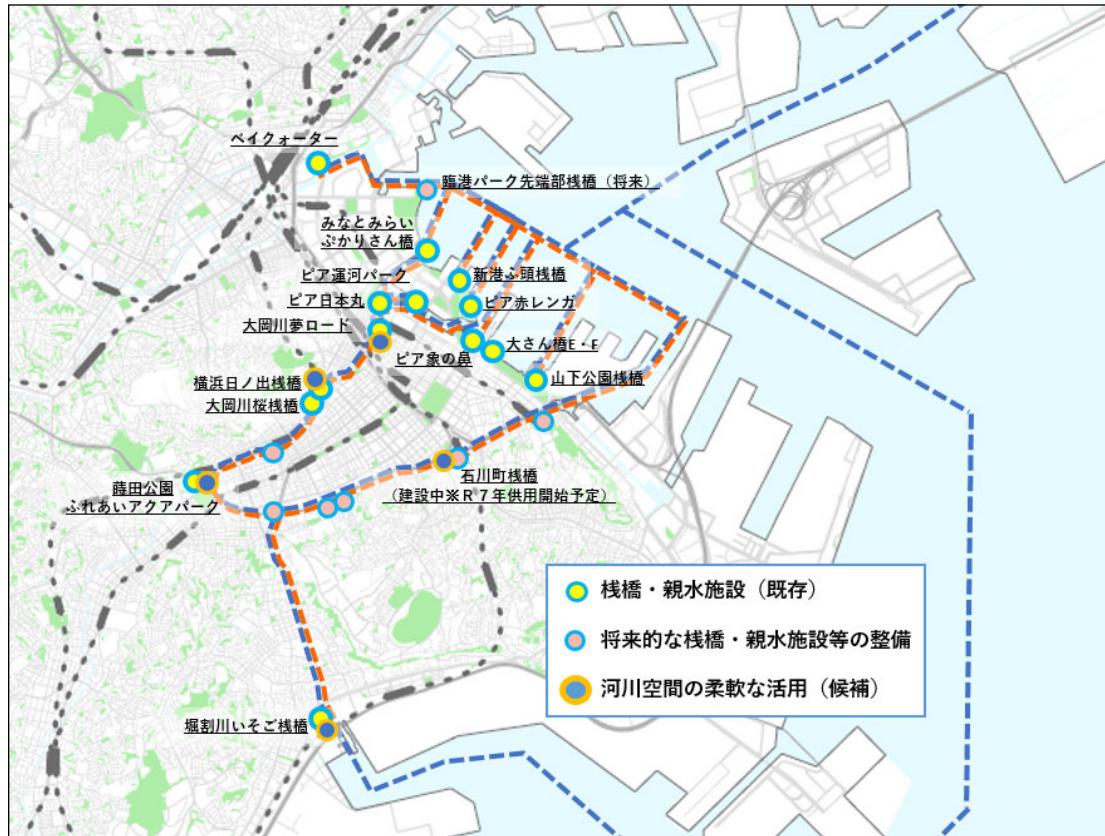 ベイクォーター
臨港パーク先端部桟橋（将来）
みなとみらい
ぷかりさん橋
ピア運河パーク
新港ふ頭桟橋
ピア日本丸
ピア赤レンガ
大岡川夢ロード
大さん橋E・F
ピア象の鼻
横浜日ノ出桟橋
山下公園桟橋
大岡川桜桟橋
蒔田公園
ふれあいアクアパーク
石川町桟橋
（建設中※R７年供用開始予定）
桟橋・親水施設（既存）
将来的な桟橋・親水施設等の整備
河川空間の柔軟な活用（候補）
堀割川いそご桟橋